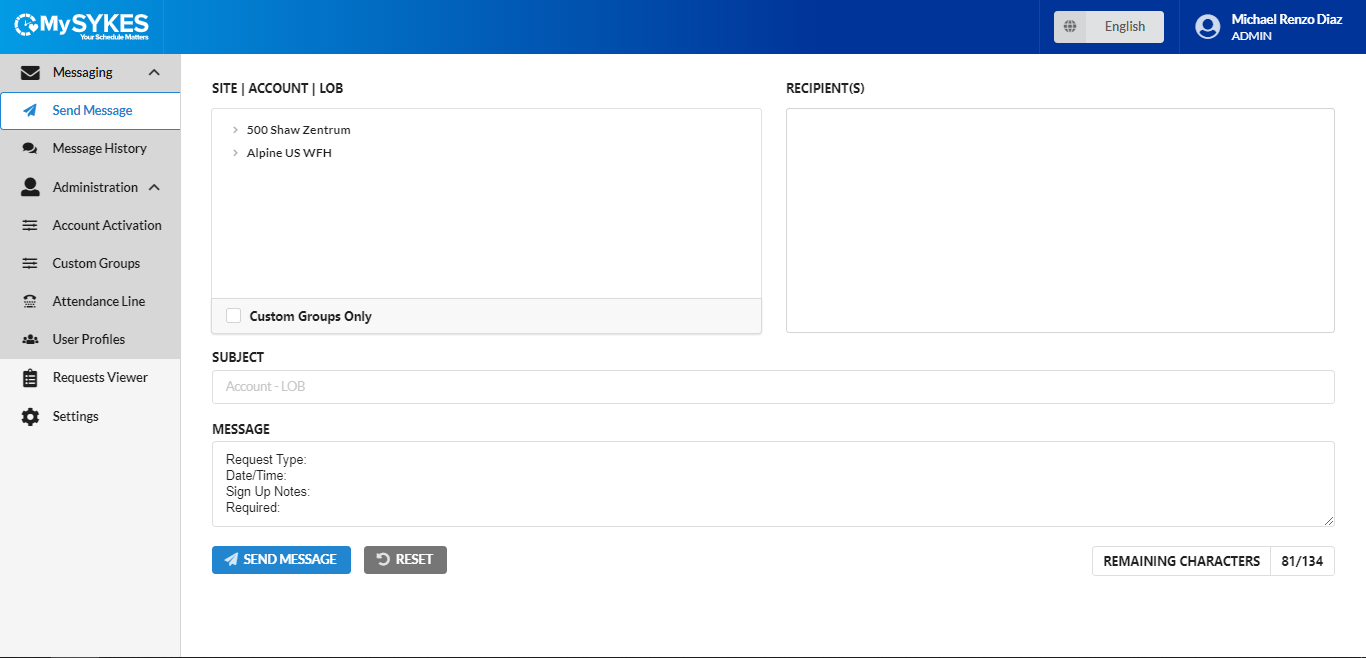 MySYKES
Your Schedule Matters
English
Michael Renzo Diaz
ADMIN
Messaging
Send Message
Message History
Administration
Account Activation
Custom Groups
Attendance Line
User Profiles
Requests Viewer
Settings
SITE | ACCOUNT | LOB
500 Shaw Zentrum
Alpine US WFH
Custom Groups Only
RECIPIENT(S)
SUBJECT
Account - LOB
MESSAGE
Request Type:
Date/Time:
Sign Up Notes:
Required:
SEND MESSAGE
RESET
REMAINING CHARACTERS 81/134